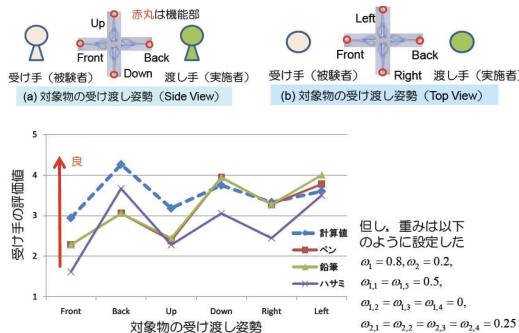 Up
赤丸は機能部
Front
Back
Down
受け手（被験者）
渡し手（実施者）
(a) 対象物の受け渡し姿勢（Side View）
Left
Front
Back
Right
受け手（被験者）
渡し手（実施者）
(b) 対象物の受け渡し姿勢（Top View）
受け手の評価値
良
5
4
3
2
1
計算値
ペン
鉛筆
ハサミ
Front
Back
Up
Down
Right
Left
対象物の受け渡し姿勢
但し，重みは以下
のように設定した
ω₁ = 0.8, ω₂ = 0.2,
ω₁,₁ = ω₁,₅ = 0.5,
ω₁,₂ = ω₁,₃ = ω₁,₄ = 0,
ω₂,₁ = ω₂,₂ = ω₂,₃ = ω₂,₄ = 0.25